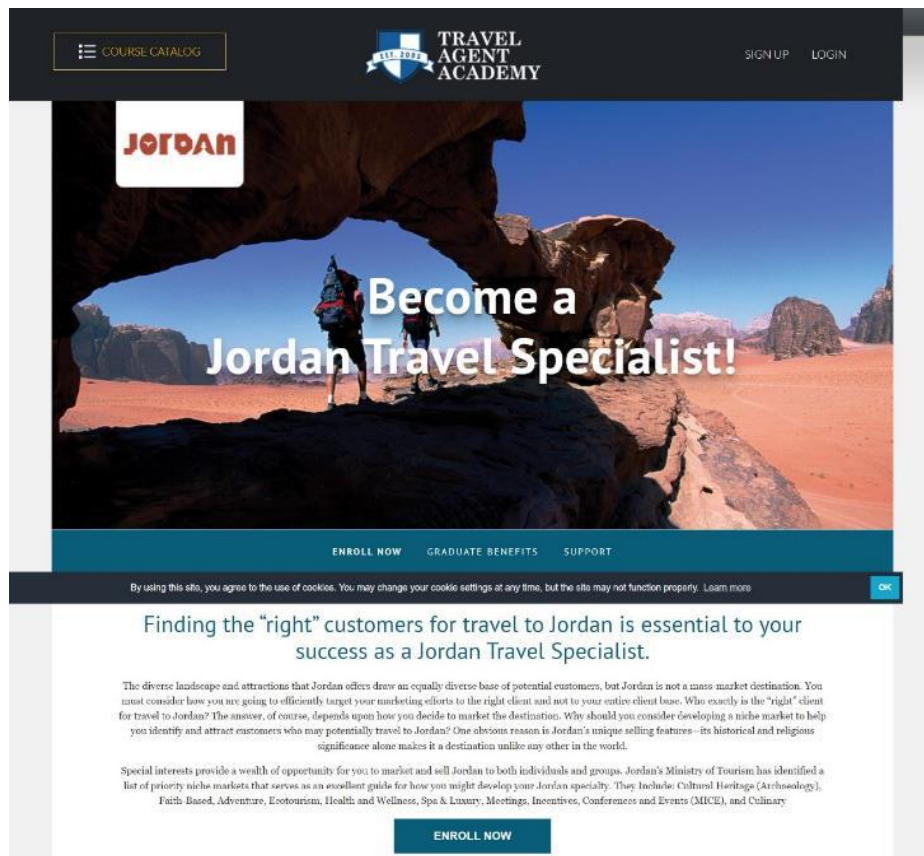 COURSE CATALOG
EST. 2005
TRAVEL
AGENT
ACADEMY
SIGN UP LOGIN
JORDAN
Become a
Jordan Travel Specialist!
ENROLL NOW GRADUATE BENEFITS SUPPORT
By using this site, you agree to the use of cookies. You may change your cookie settings at any time, but the site may not function properly. Learn more OK
Finding the “right” customers for travel to Jordan is essential to your
success as a Jordan Travel Specialist.
The diverse landscape and attractions that Jordan offers draw an equally diverse base of potential customers, but Jordan is not a mass-market destination. You
must consider how you are going to efficiently target your marketing efforts to the right client and not to your entire client base. Who exactly is the “right” client
for travel to Jordan? The answer, of course, depends upon how you decide to market the destination. Why should you consider developing a niche market to help
you identify and attract customers who may potentially travel to Jordan? One obvious reason is Jordan’s unique selling features—its historical and religious
significance alone makes it a destination unlike any other in the world.
Special interests provide a wealth of opportunity for you to market and sell Jordan to both individuals and groups. Jordan’s Ministry of Tourism has identified a
list of priority niche markets that serves as an excellent guide for how you might develop your Jordan specialty. They Include: Cultural Heritage (Archaeology),
Faith-Based, Adventure, Ecotourism, Health and Wellness, Spa & Luxury, Meetings, Incentives, Conferences and Events (MICE), and Culinary
ENROLL NOW